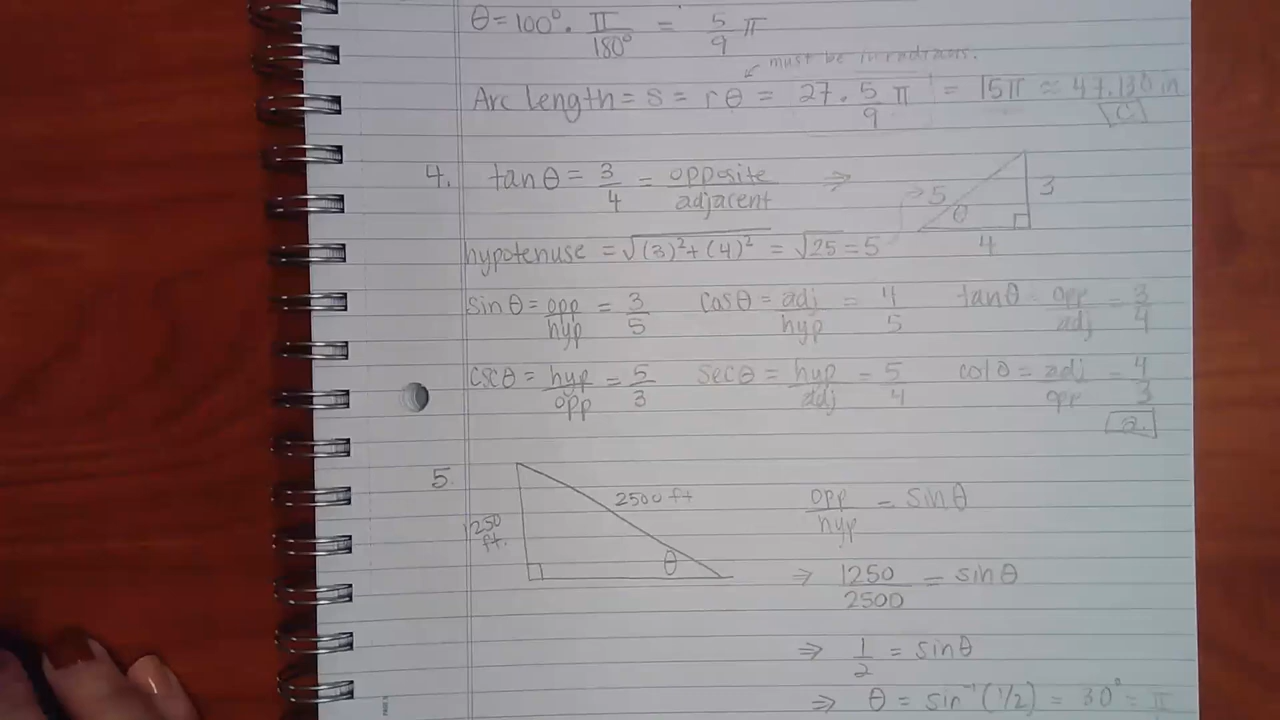 θ = 100° · π/180° = 5/9 π
must be in radians.
Arc length = s = rθ = 27 · 5/9 π = 15π ≈ 47.130 in
C
4. tan θ = 3/4 = opposite/adjacent ⇒ 5 θ 3 4
hypotenuse = √((3)²+(4)²) = √25 = 5
sin θ = opp/hyp = 3/5 cos θ = adj/hyp = 4/5 tan θ = opp/adj = 3/4
csc θ = hyp/opp = 5/3 sec θ = hyp/adj = 5/4 cot θ = adj/opp = 4/3
a.
5. 1250 ft. 2500 ft θ opp/hyp = sin θ
⇒ 1250/2500 = sin θ
⇒ 1/2 = sin θ
⇒ θ = sin⁻¹(1/2) = 30° = π